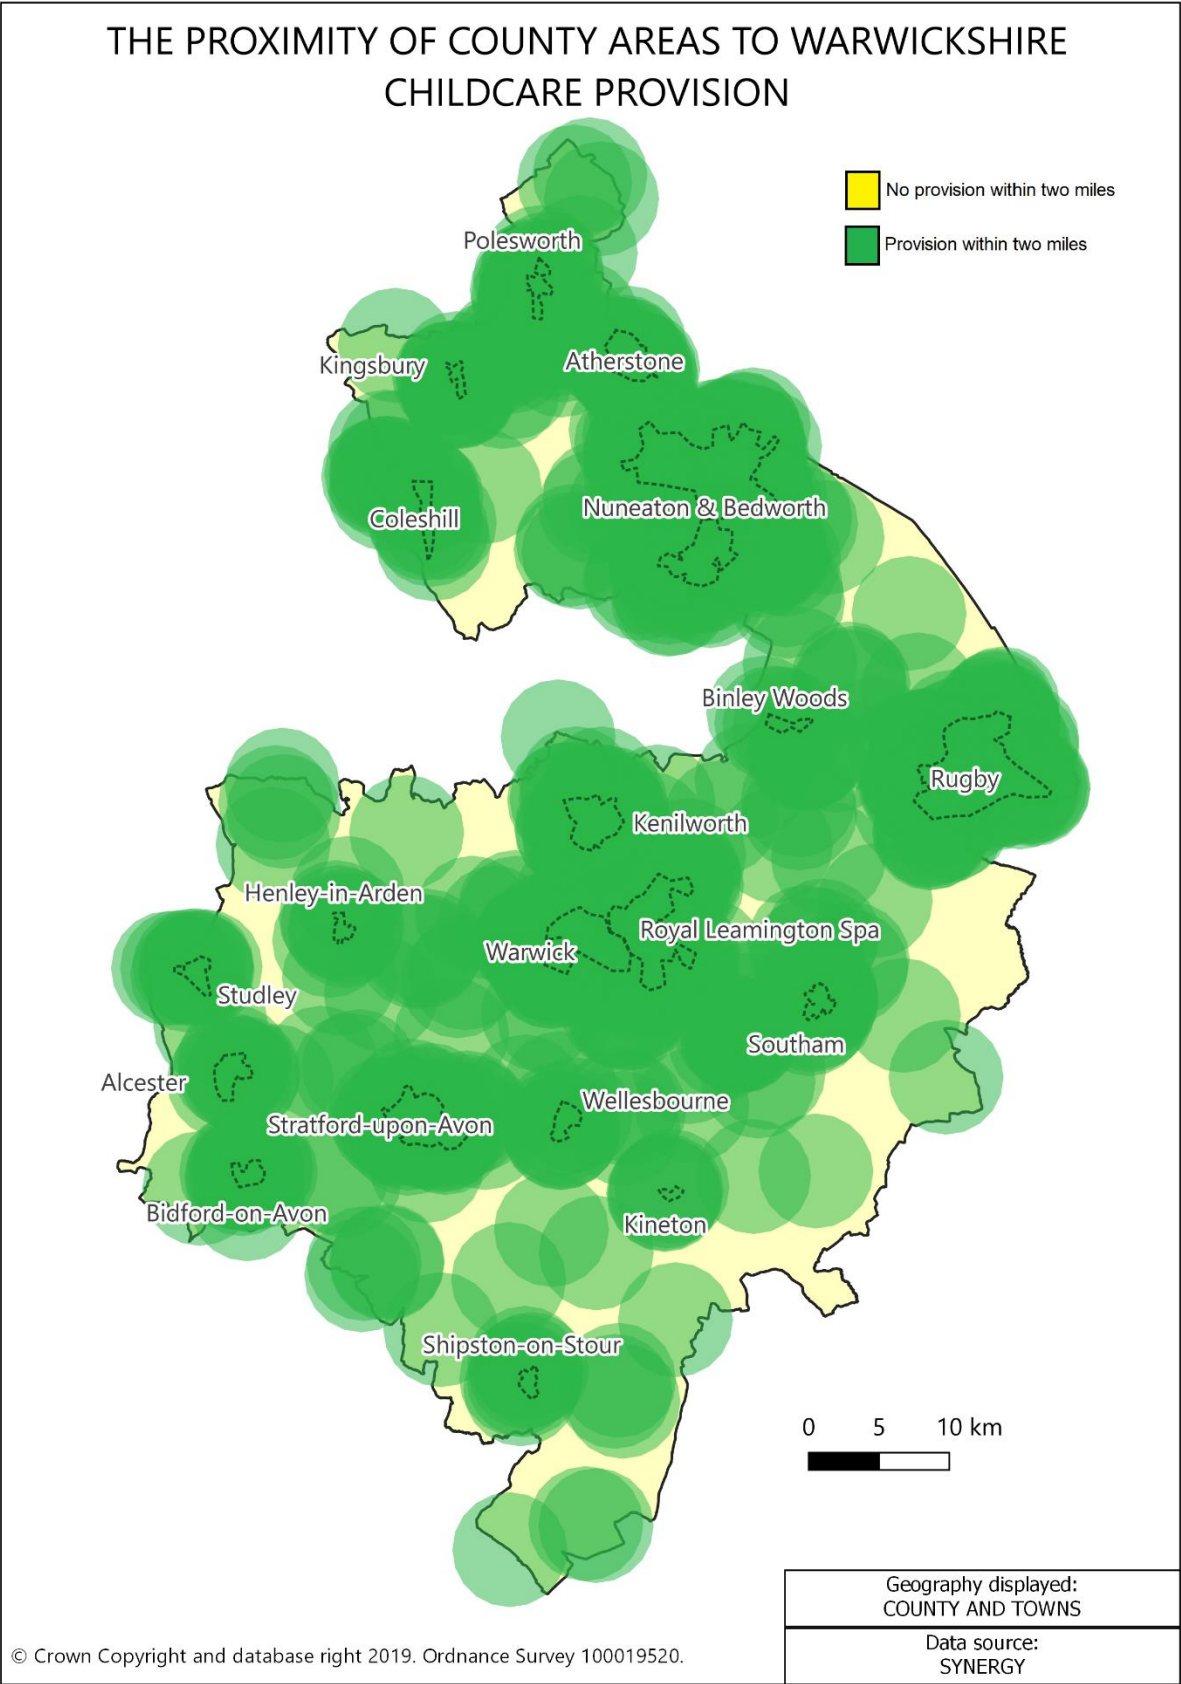 THE PROXIMITY OF COUNTY AREAS TO WARWICKSHIRE
CHILDCARE PROVISION
No provision within two miles
Provision within two miles
Polesworth
Kingsbury
Atherstone
Coleshill
Nuneaton & Bedworth
Binley Woods
Rugby
Kenilworth
Henley-in-Arden
Royal Leamington Spa
Warwick
Studley
Southam
Alcester
Wellesbourne
Stratford-upon-Avon
Bidford-on-Avon
Kineton
Shipston-on-Stour
0 5 10 km
Geography displayed:
COUNTY AND TOWNS
Data source:
SYNERGY
© Crown Copyright and database right 2019. Ordnance Survey 100019520.